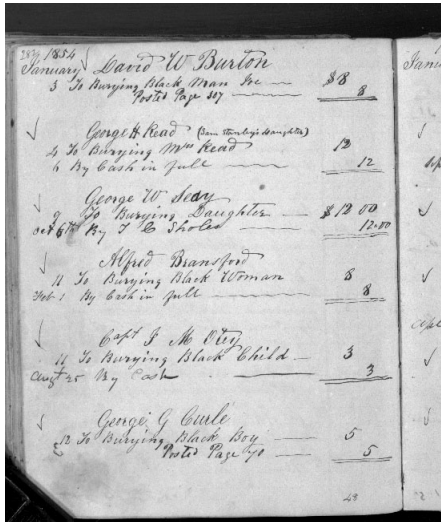 1854
January David W Burton
3 To Burying Black Man $8
Posted Page 307 8
George H Read (Sam Stanley's Daughter)
4 To Burying Mrs Read 12
6 By Cash in full 12
George W Seay
9 To Burying Daughter $12 00
Oct 6th By T C Sholes 12.00
Alfred Bransford
11 To Burying Black Woman 8
Feb 1 By Cash in full 8
Capt J M Otey
11 To Burying Black Child 3
Augt 25 By Cash 3
George G Curle
12 To Burying Black Boy 5
Posted Page 70 5